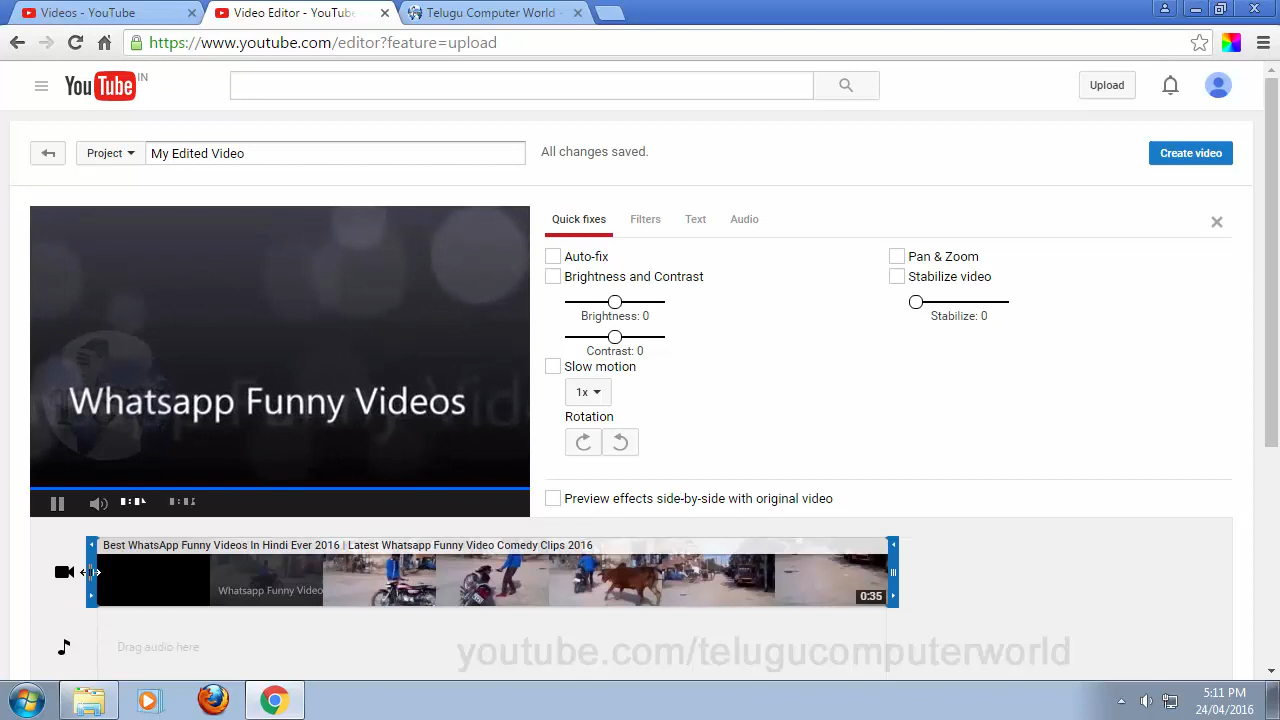 Videos - YouTube
Video Editor - YouTube
Telugu Computer World -
https://www.youtube.com/editor?feature=upload
YouTube IN
Upload
Project
My Edited Video
All changes saved.
Create video
Quick fixes
Filters
Text
Audio
Auto-fix
Pan & Zoom
Brightness and Contrast
Stabilize video
Brightness: 0
Stabilize: 0
Contrast: 0
Slow motion
1x
Rotation
Whatsapp Funny Videos
Preview effects side-by-side with original video
Best WhatsApp Funny Videos In Hindi Ever 2016 | Latest Whatsapp Funny Video Comedy Clips 2016
Whatsapp Funny Video
0:35
Drag audio here
youtube.com/telugucomputerworld
5:11 PM
24/04/2016